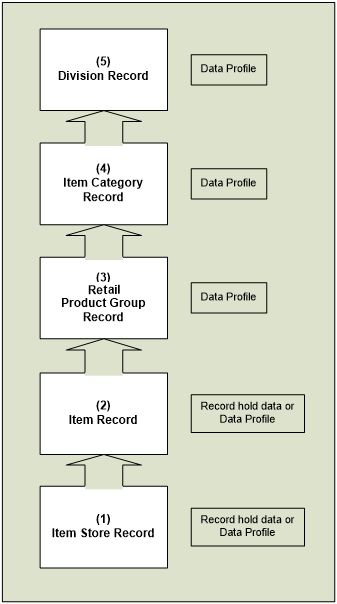 (5)
Division Record
Data Profile
(4)
Item Category
Record
Data Profile
(3)
Retail
Product Group
Record
Data Profile
(2)
Item Record
Record hold data or
Data Profile
(1)
Item Store Record
Record hold data or
Data Profile